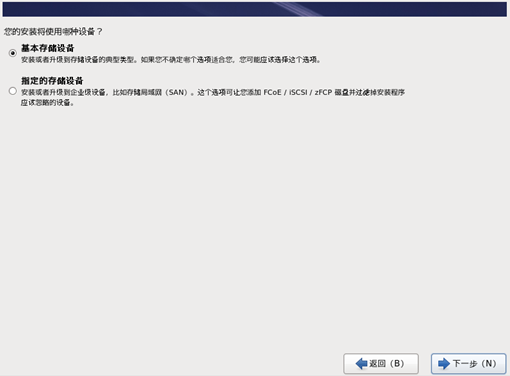 您的安装将使用哪种设备？
基本存储设备
安装或者升级到存储设备的典型类型。如果您不确定哪个选项适合您，您可能应该选择这个选项。
指定的存储设备
安装或者升级到企业级设备，比如存储局域网（SAN）。这个选项可让您添加 FCoE / iSCSI / zFCP 磁盘并过滤掉安装程序
应该忽略的设备。
返回（B）
下一步（N）